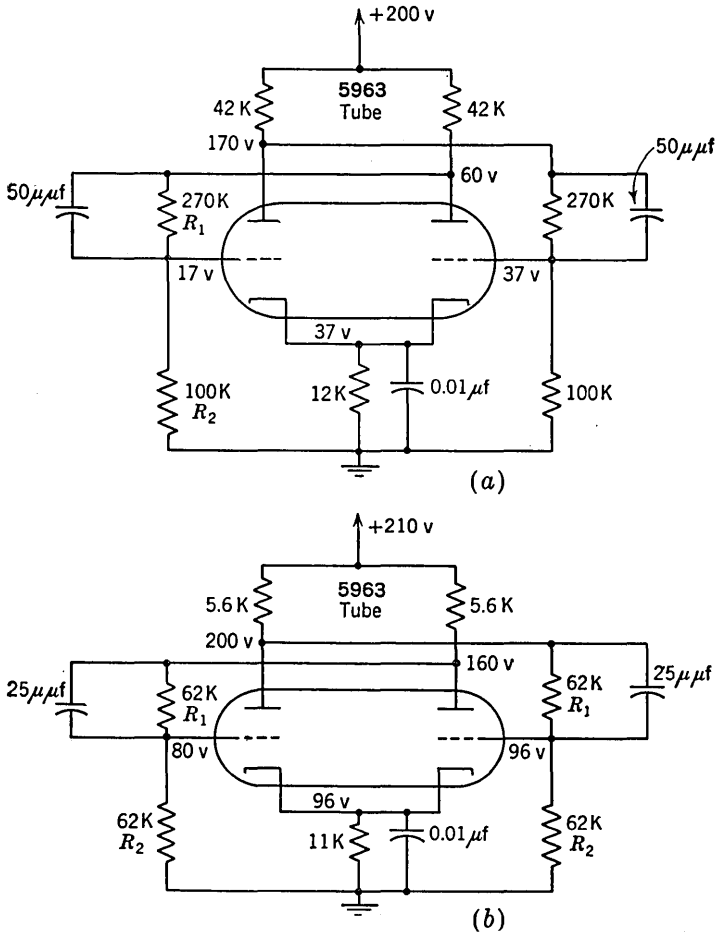 +200 v
5963
Tube
42 K
42 K
170 v
60 v
50μμf
50μμf
270K
R1
270K
17 v
37 v
37 v
100K
R2
12K
0.01μf
100K
(a)
+210 v
5963
Tube
5.6 K
5.6 K
200 v
160 v
25μμf
62K
R1
62K
R1
25μμf
80 v
96 v
96 v
62K
R2
11K
0.01μf
62K
R2
(b)